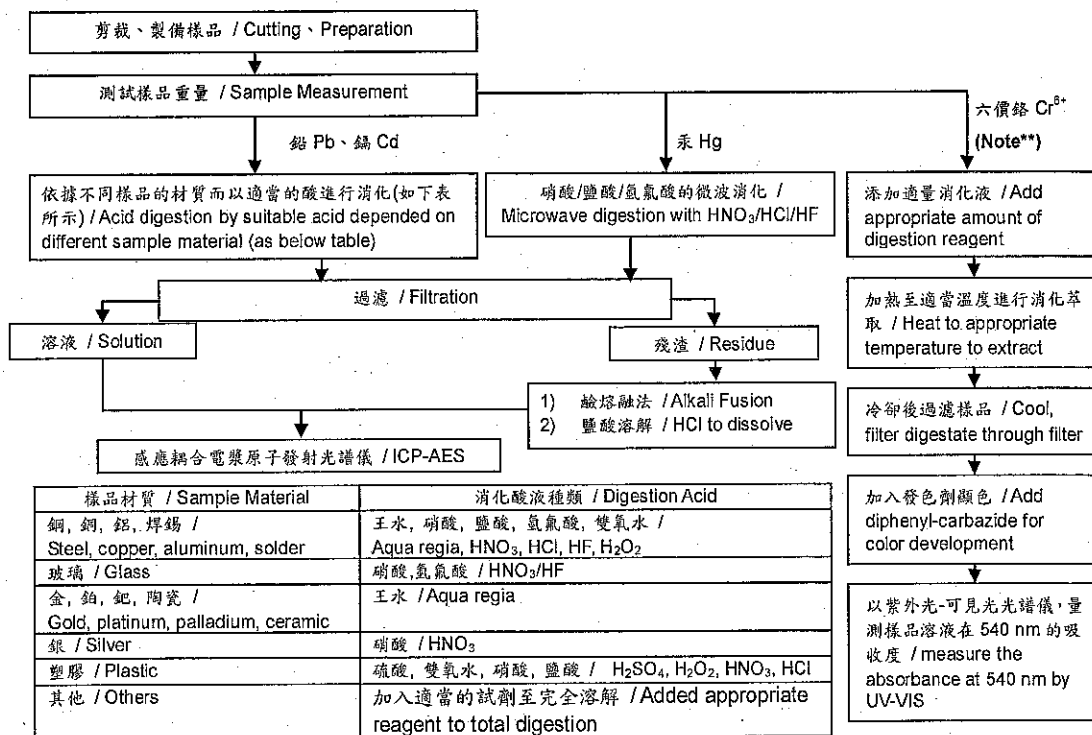 剪裁、製備樣品 / Cutting、Preparation
測試樣品重量 / Sample Measurement
鉛 Pb、鎘 Cd
汞 Hg
六價鉻 Cr⁶⁺
(Note**)
依據不同樣品的材質而以適當的酸進行消化(如下表
所示) / Acid digestion by suitable acid depended on
different sample material (as below table)
硝酸/鹽酸/氫氟酸的微波消化 /
Microwave digestion with HNO₃/HCl/HF
添加適量消化液 / Add
appropriate amount of
digestion reagent
過濾 / Filtration
加熱至適當溫度進行消化萃
取 / Heat to appropriate
temperature to extract
溶液 / Solution
殘渣 / Residue
1) 鹼熔融法 / Alkali Fusion
2) 鹽酸溶解 / HCl to dissolve
冷卻後過濾樣品 / Cool,
filter digestate through filter
感應耦合電漿原子發射光譜儀 / ICP-AES
加入發色劑顯色 / Add
diphenyl-carbazide for
color development
以紫外光-可見光光譜儀,量
測樣品溶液在 540 nm 的吸
收度 / measure the
absorbance at 540 nm by
UV-VIS
樣品材質 / Sample Material
消化酸液種類 / Digestion Acid
鋼, 銅, 鋁, 焊錫 /
Steel, copper, aluminum, solder
王水, 硝酸, 鹽酸, 氫氟酸, 雙氧水 /
Aqua regia, HNO₃, HCl, HF, H₂O₂
玻璃 / Glass
硝酸,氫氟酸 / HNO₃/HF
金, 鉑, 鈀, 陶瓷 /
Gold, platinum, palladium, ceramic
王水 / Aqua regia
銀 / Silver
硝酸 / HNO₃
塑膠 / Plastic
硫酸, 雙氧水, 硝酸, 鹽酸 / H₂SO₄, H₂O₂, HNO₃, HCl
其他 / Others
加入適當的試劑至完全溶解 / Added appropriate
reagent to total digestion